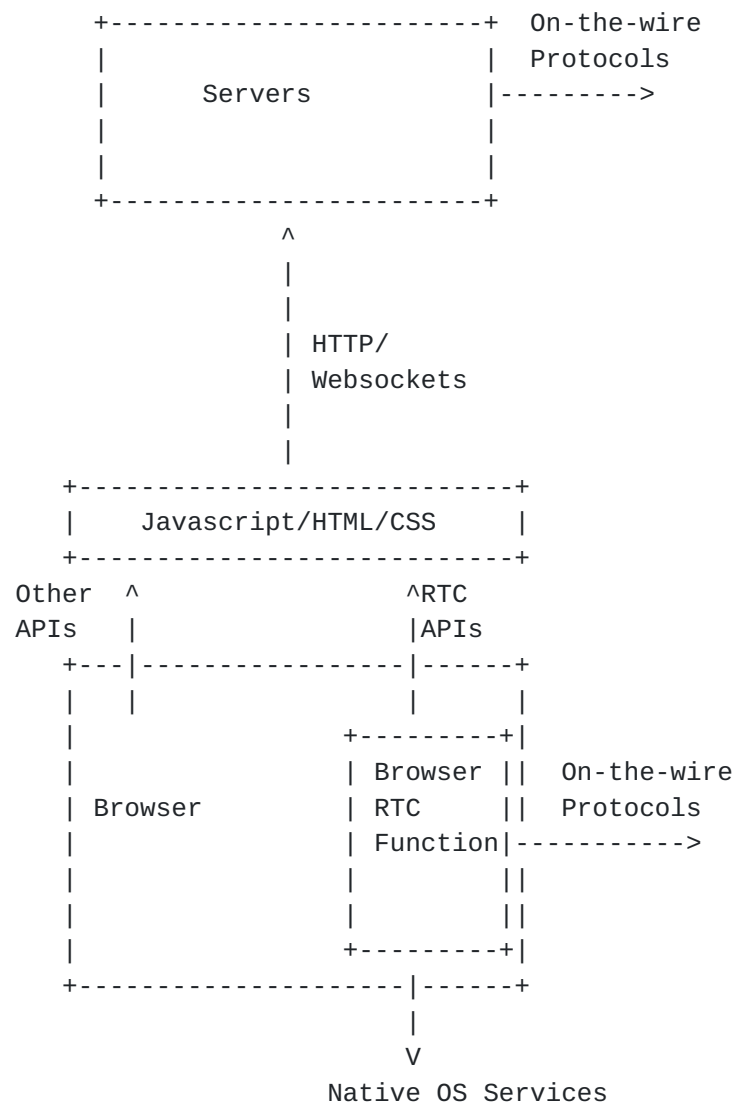 On-the-wire
Protocols
Servers
HTTP/
Websockets
Javascript/HTML/CSS
Other
APIs
RTC
APIs
Browser
Browser
RTC
Function
On-the-wire
Protocols
Native OS Services